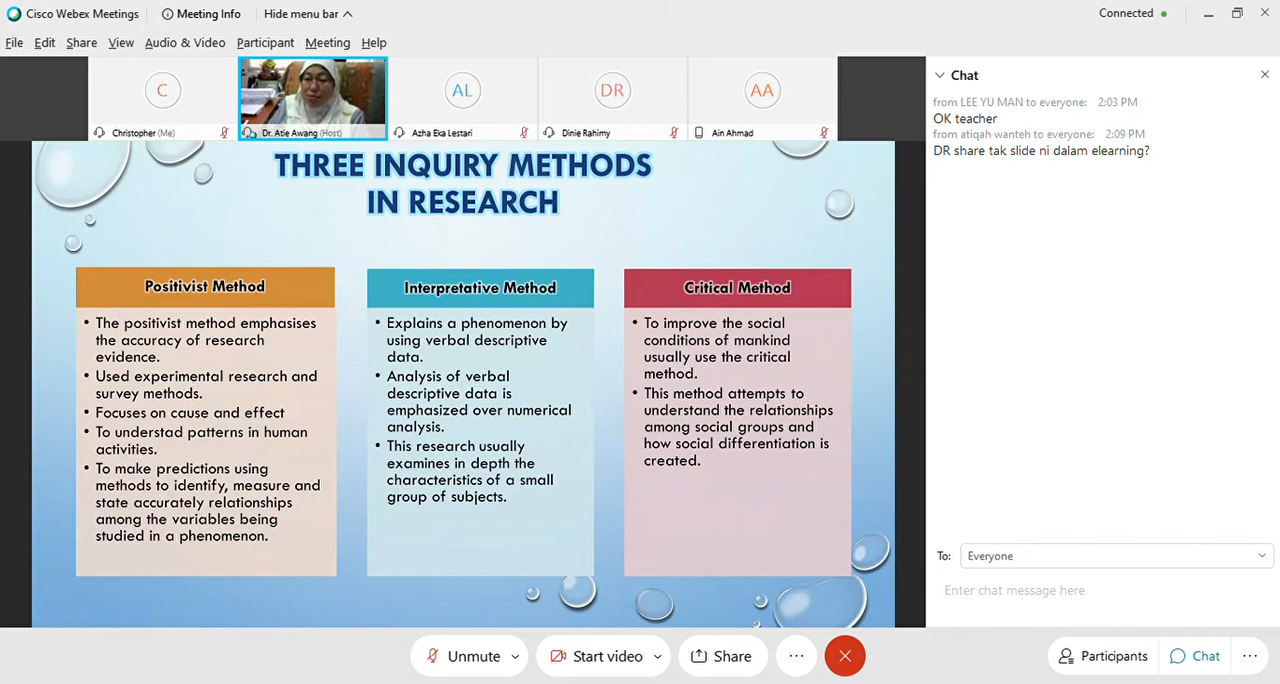 Cisco Webex Meetings
Meeting Info
Hide menu bar
Connected
File Edit Share View Audio & Video Participant Meeting Help
C
AL
DR
AA
Christopher (Me)
Dr. Atie Awang (Host)
Azha Eka Lestari
Dinie Rahimy
Ain Ahmad
THREE INQUIRY METHODS
IN RESEARCH
Positivist Method
• The positivist method emphasises
the accuracy of research
evidence.
• Used experimental research and
survey methods.
• Focuses on cause and effect
• To understad patterns in human
activities.
• To make predictions using
methods to identify, measure and
state accurately relationships
among the variables being
studied in a phenomenon.
Interpretative Method
• Explains a phenomenon by
using verbal descriptive
data.
• Analysis of verbal
descriptive data is
emphasized over numerical
analysis.
• This research usually
examines in depth the
characteristics of a small
group of subjects.
Critical Method
• To improve the social
conditions of mankind
usually use the critical
method.
• This method attempts to
understand the relationships
among social groups and
how social differentiation is
created.
Chat
from LEE YU MAN to everyone: 2:03 PM
OK teacher
from atiqah wanteh to everyone: 2:09 PM
DR share tak slide ni dalam elearning?
To: Everyone
Enter chat message here
Unmute
Start video
Share
Participants
Chat